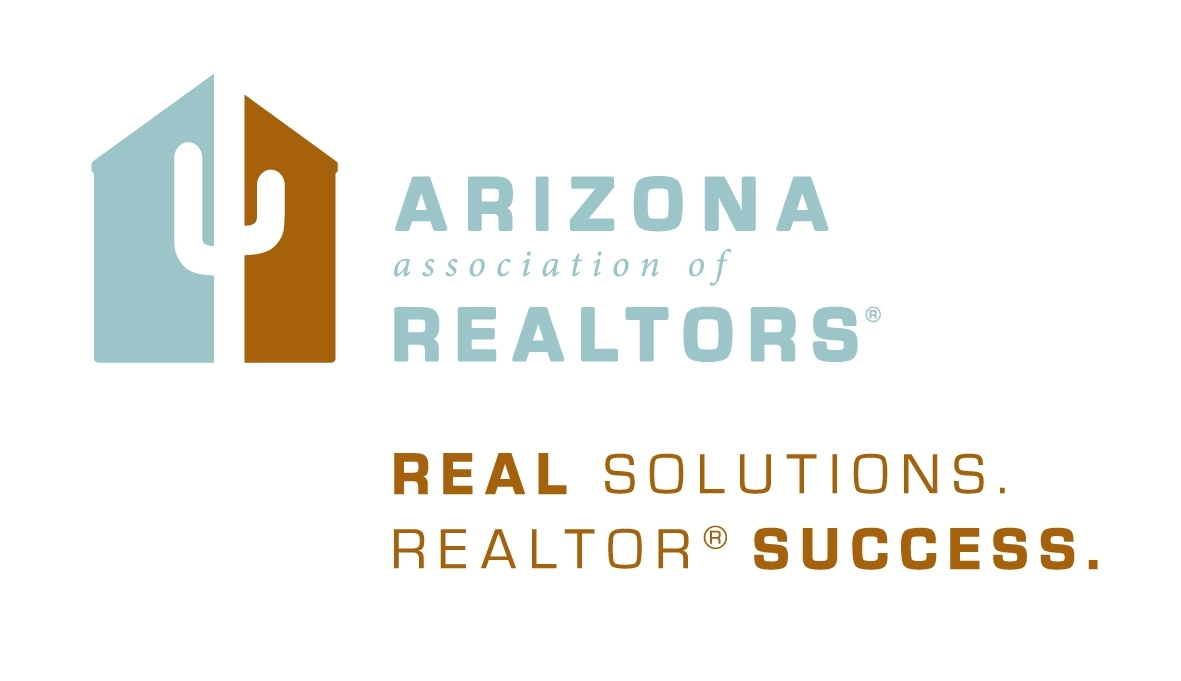 ARIZONA
association of
REALTORS®
REAL SOLUTIONS.
REALTOR® SUCCESS.